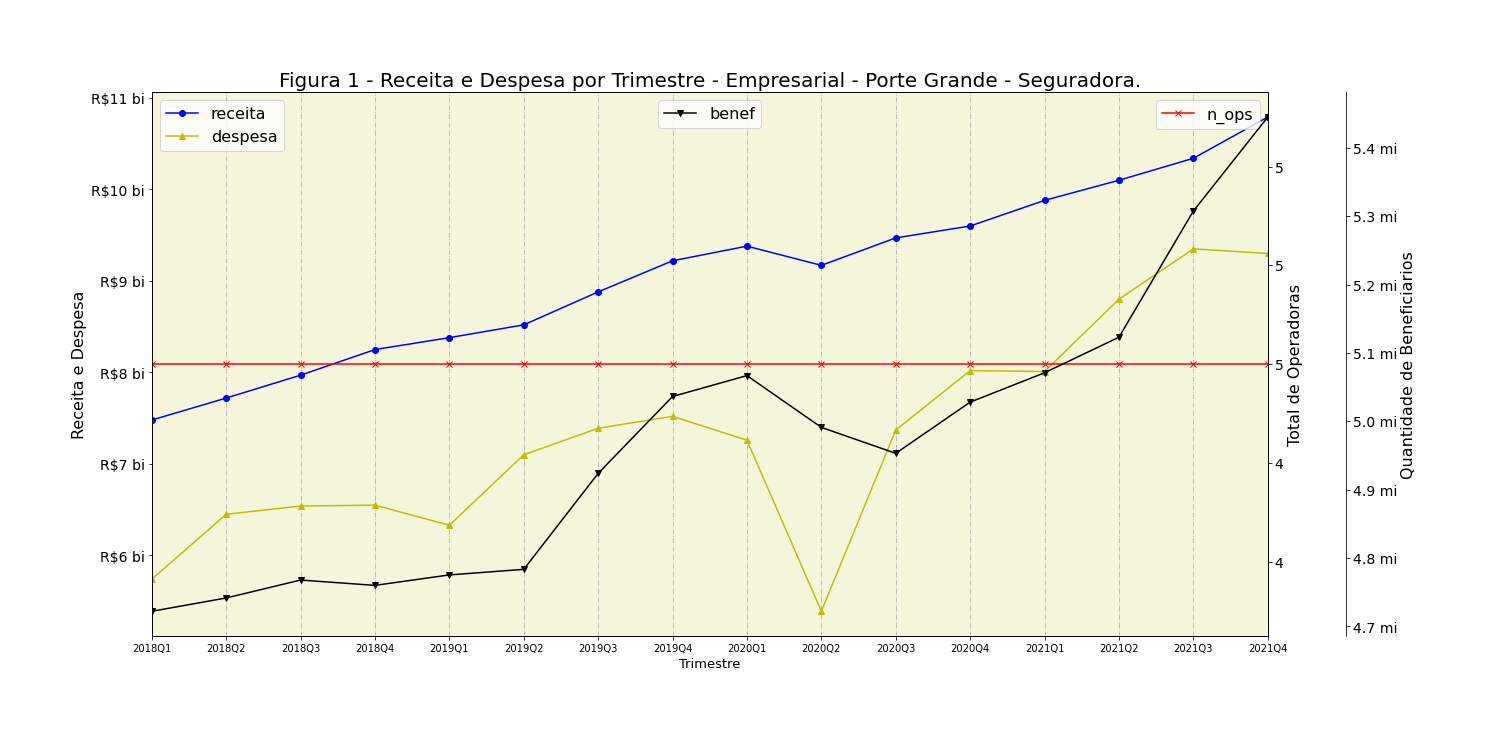 Figura 1 - Receita e Despesa por Trimestre - Empresarial - Porte Grande - Seguradora.
receita
despesa
benef
n_ops
R$11 bi
R$10 bi
R$9 bi
R$8 bi
R$7 bi
R$6 bi
Receita e Despesa
5
5
5
4
4
Total de Operadoras
5.4 mi
5.3 mi
5.2 mi
5.1 mi
5.0 mi
4.9 mi
4.8 mi
4.7 mi
Quantidade de Beneficiarios
2018Q1 2018Q2 2018Q3 2018Q4 2019Q1 2019Q2 2019Q3 2019Q4 2020Q1 2020Q2 2020Q3 2020Q4 2021Q1 2021Q2 2021Q3 2021Q4
Trimestre